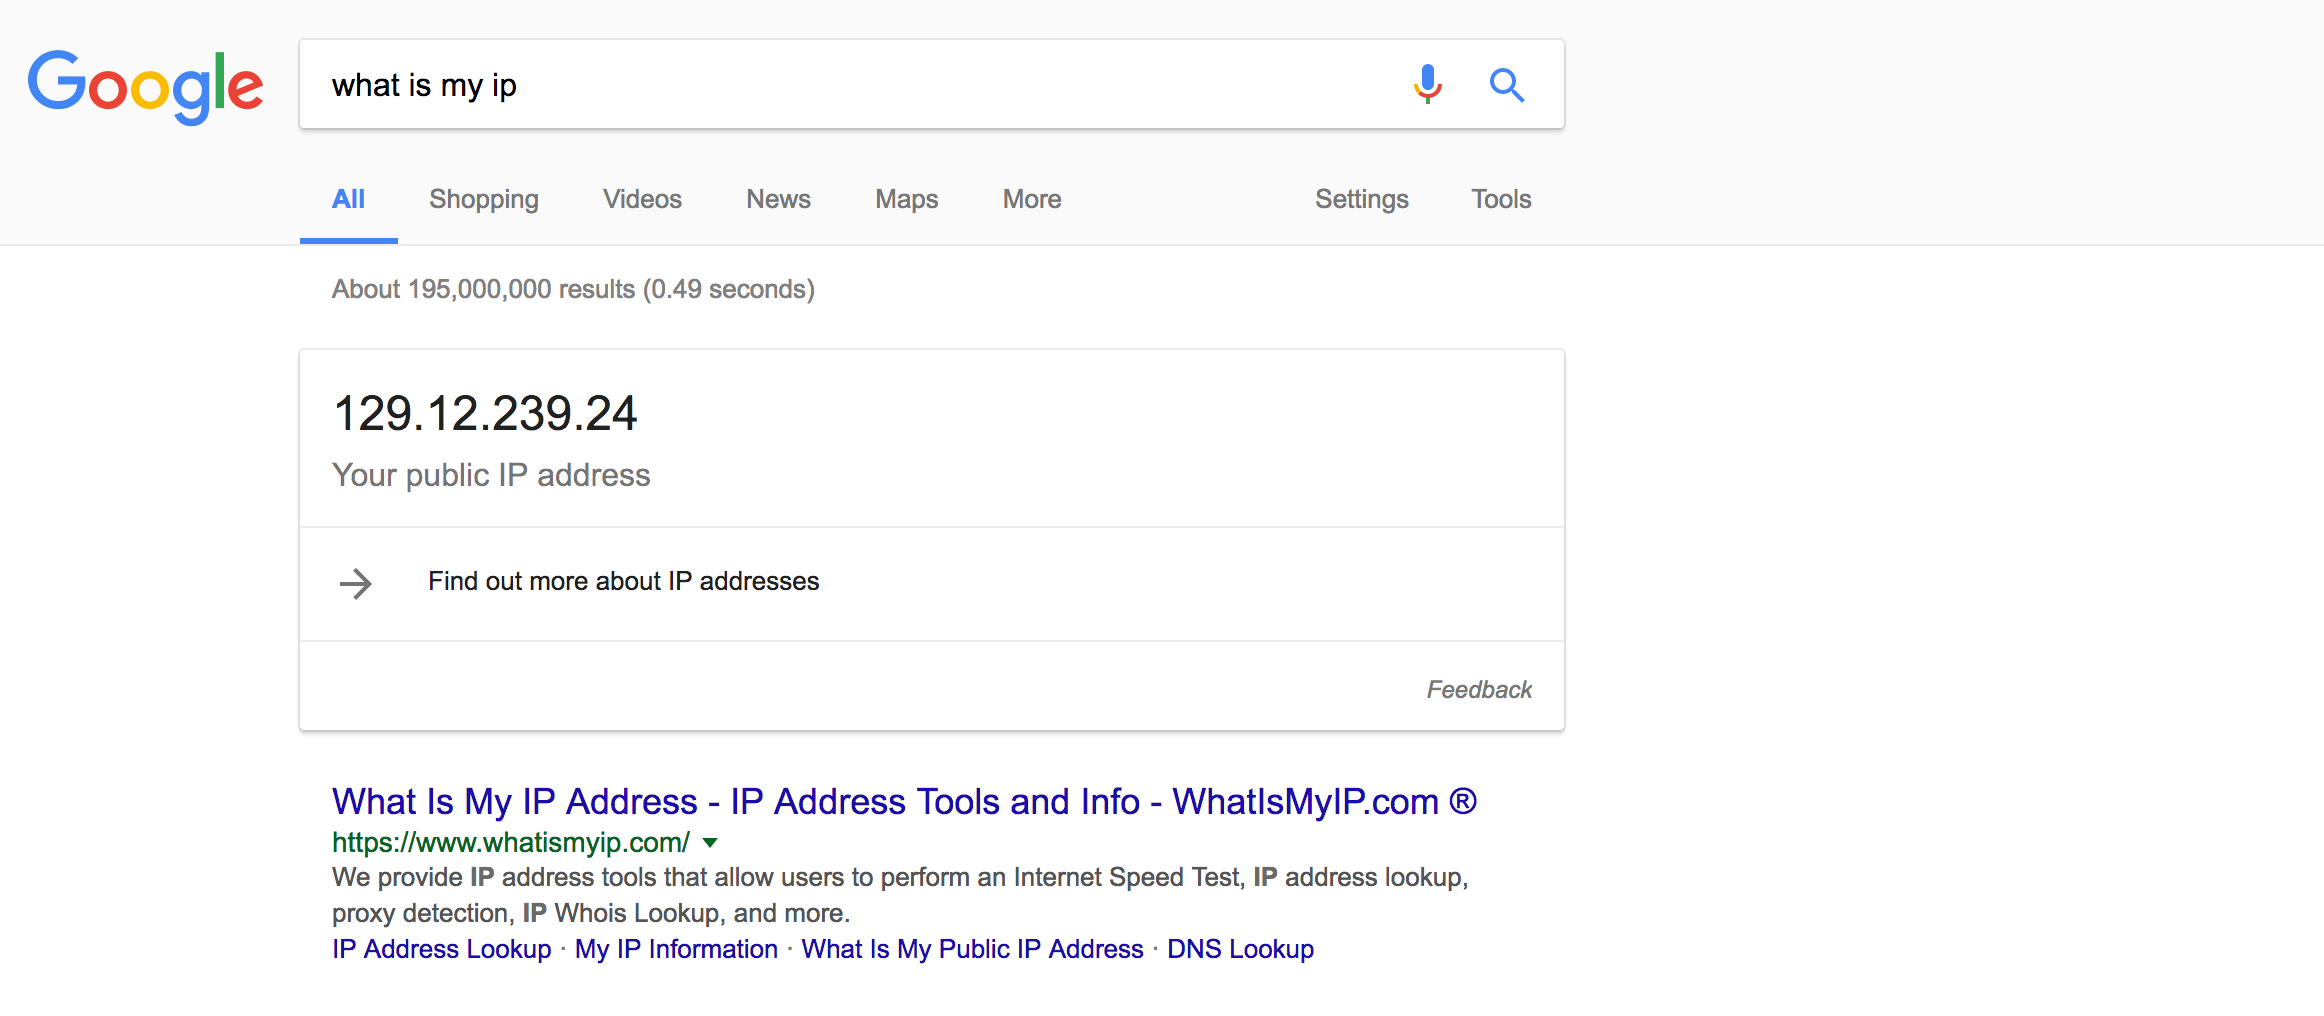 Google
what is my ip
All Shopping Videos News Maps More Settings Tools
About 195,000,000 results (0.49 seconds)
129.12.239.24
Your public IP address
Find out more about IP addresses
Feedback
What Is My IP Address - IP Address Tools and Info - WhatIsMyIP.com ®
https://www.whatismyip.com/
We provide IP address tools that allow users to perform an Internet Speed Test, IP address lookup,
proxy detection, IP Whois Lookup, and more.
IP Address Lookup · My IP Information · What Is My Public IP Address · DNS Lookup